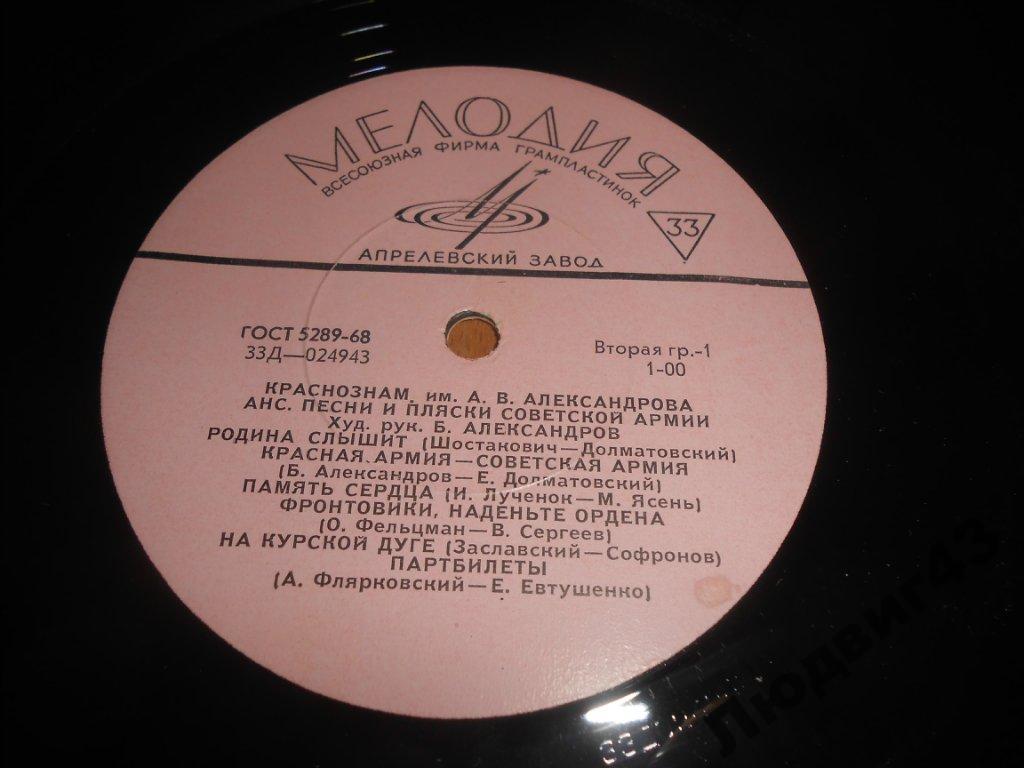 МЕЛОДИЯ
ВСЕСОЮЗНАЯ ФИРМА ГРАМПЛАСТИНОК
33
АПРЕЛЕВСКИЙ ЗАВОД
ГОСТ 5289-68
33Д—024943
Вторая гр.-1
1-00
КРАСНОЗНАМ. им. А. В. АЛЕКСАНДРОВА
АНС. ПЕСНИ И ПЛЯСКИ СОВЕТСКОЙ АРМИИ
Худ. рук. Б. АЛЕКСАНДРОВ
РОДИНА СЛЫШИТ (Шостакович—Долматовский)
КРАСНАЯ АРМИЯ—СОВЕТСКАЯ АРМИЯ
(Б. Александров—Е. Долматовский)
ПАМЯТЬ СЕРДЦА (И. Лученок—М. Ясень)
ФРОНТОВИКИ, НАДЕНЬТЕ ОРДЕНА
(О. Фельцман—В. Сергеев)
НА КУРСКОЙ ДУГЕ (Заславский—Софронов)
ПАРТБИЛЕТЫ
(А. Флярковский—Е. Евтушенко)
Людвиг43